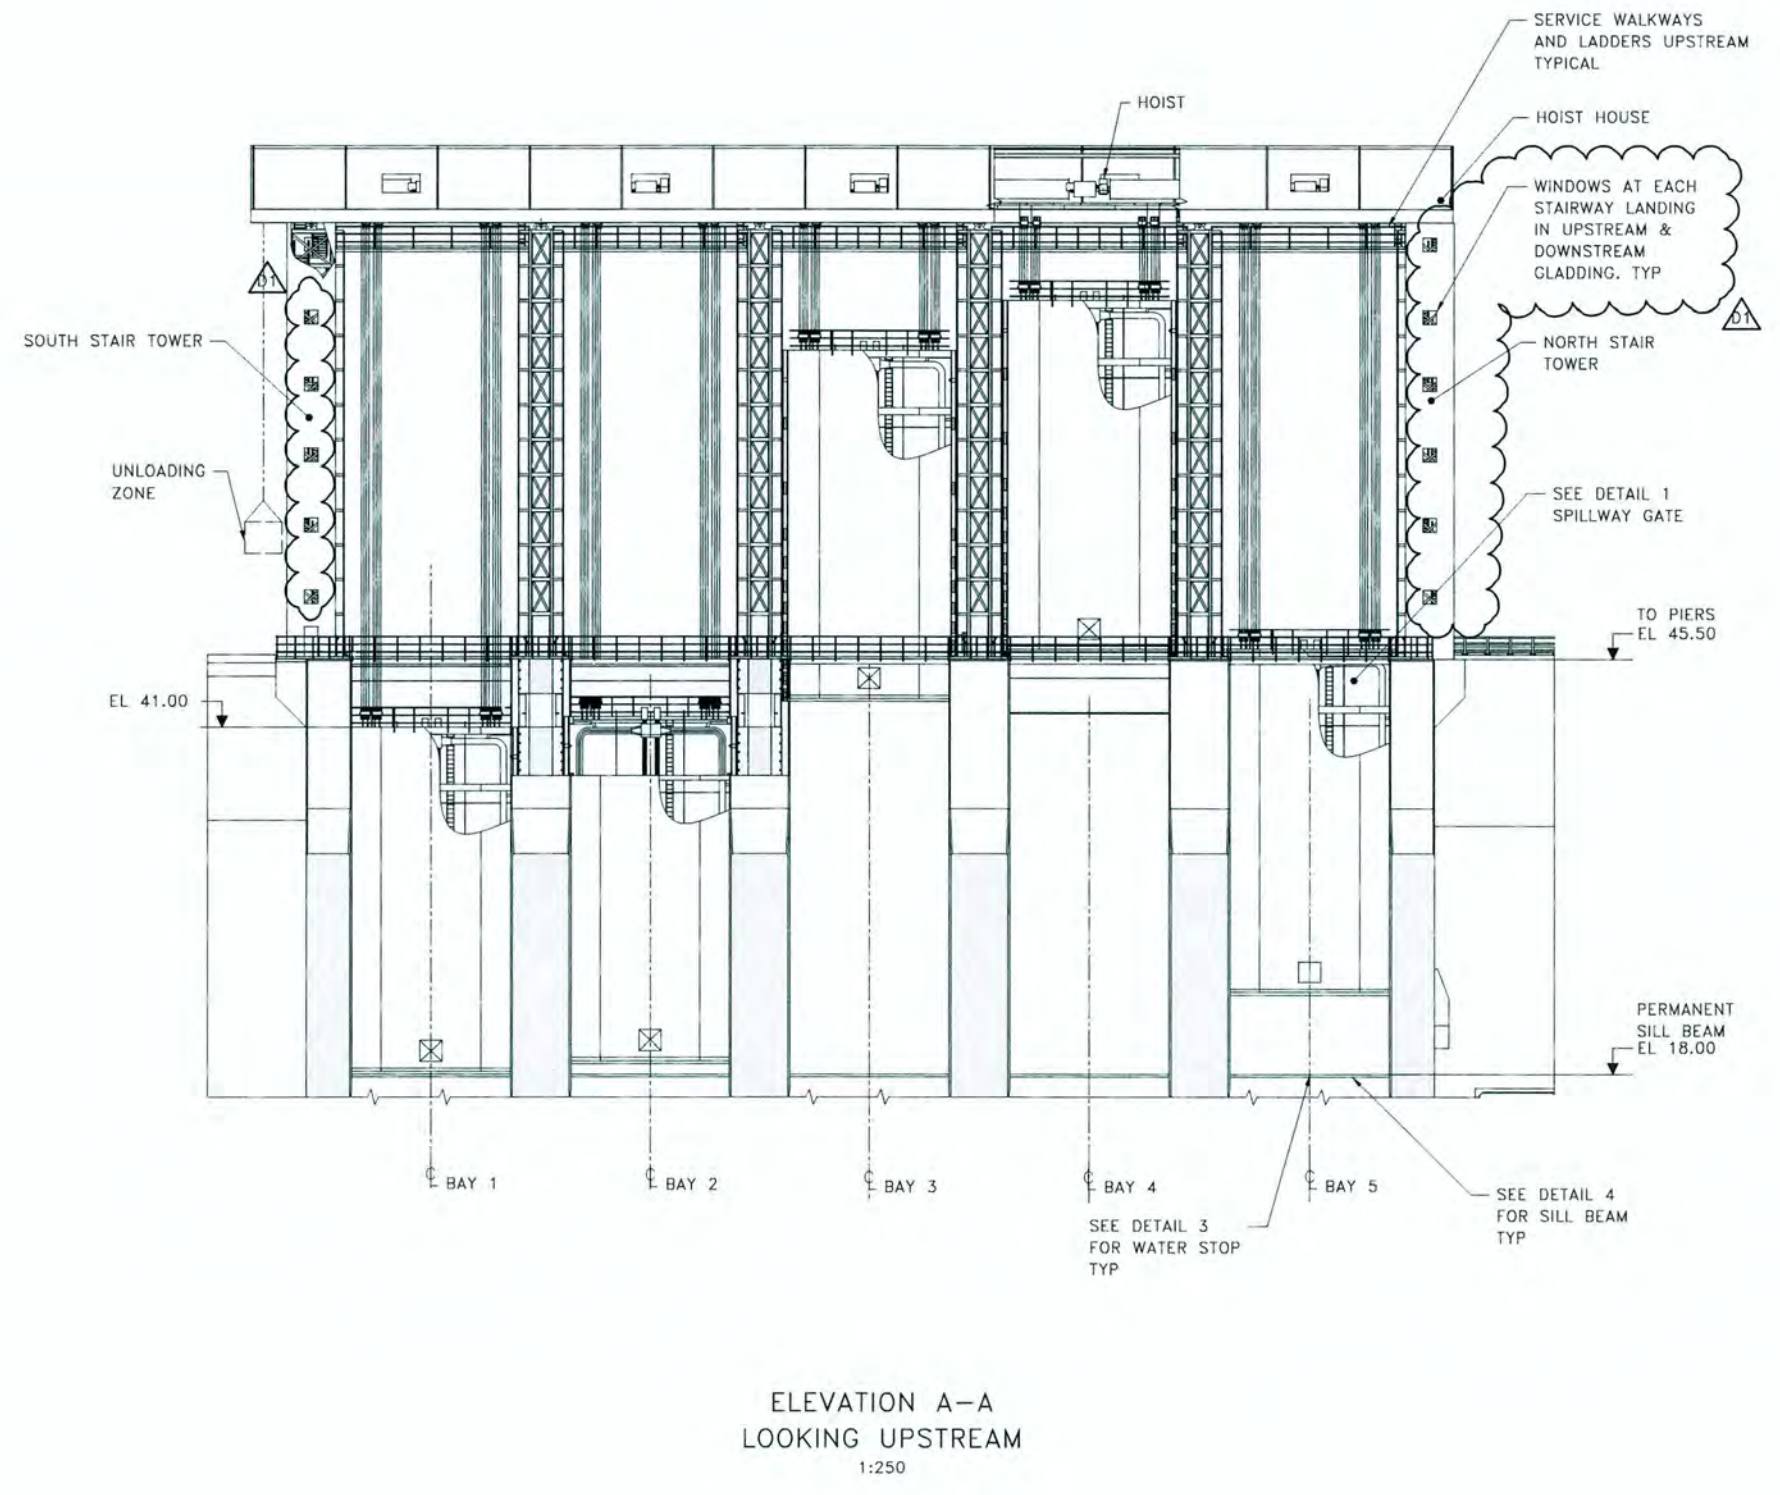 SERVICE WALKWAYS
AND LADDERS UPSTREAM
TYPICAL
HOIST
HOIST HOUSE
WINDOWS AT EACH
STAIRWAY LANDING
IN UPSTREAM &
DOWNSTREAM
GLADDING. TYP
D1
D1
SOUTH STAIR TOWER
NORTH STAIR
TOWER
UNLOADING
ZONE
SEE DETAIL 1
SPILLWAY GATE
TO PIERS
EL 45.50
EL 41.00
PERMANENT
SILL BEAM
EL 18.00
℄ BAY 1
℄ BAY 2
℄ BAY 3
℄ BAY 4
℄ BAY 5
SEE DETAIL 3
FOR WATER STOP
TYP
SEE DETAIL 4
FOR SILL BEAM
TYP
ELEVATION A-A
LOOKING UPSTREAM
1:250